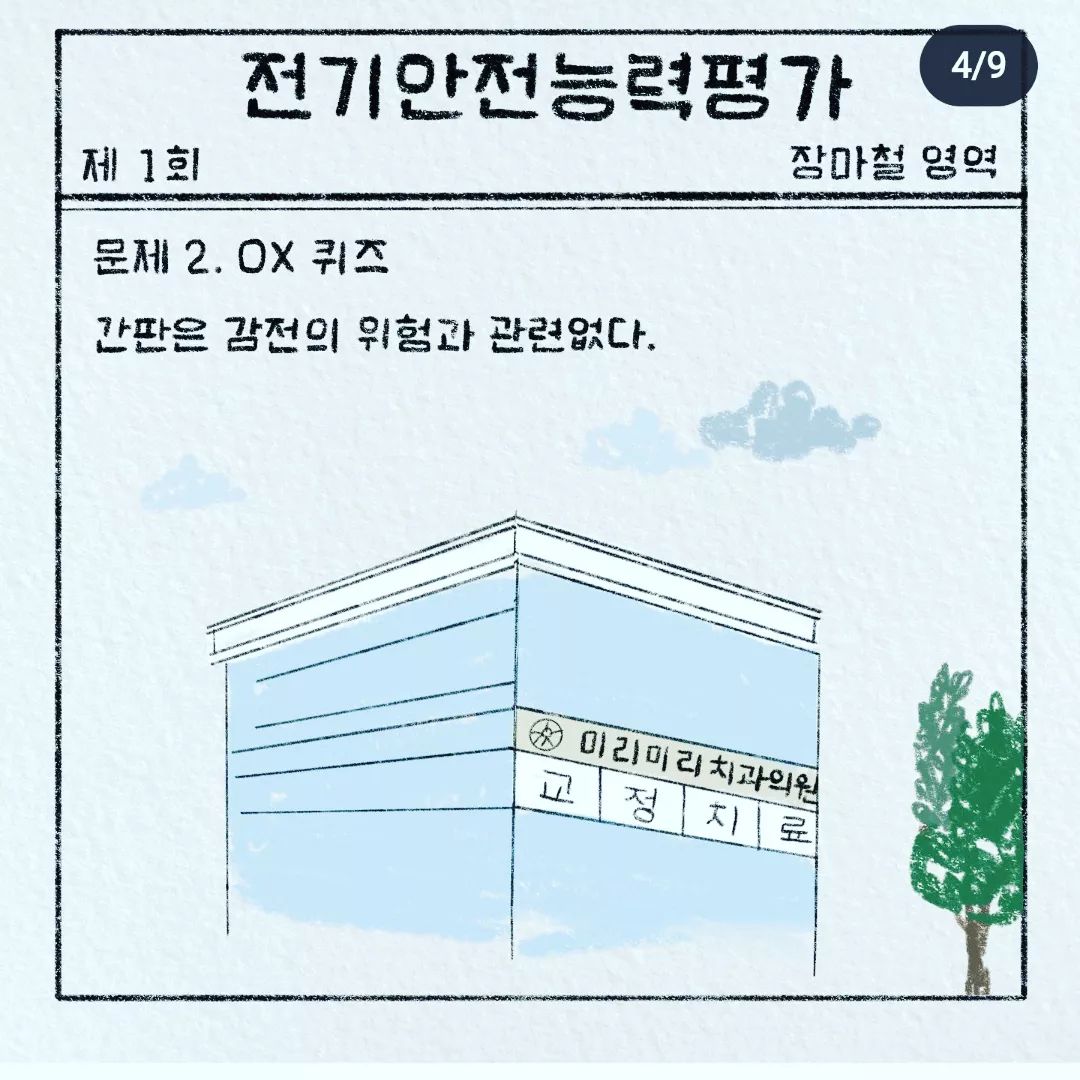 4/9
전기안전능력평가
제 1회
장마철 영역
문제 2. OX 퀴즈
간판은 감전의 위험과 관련없다.
미리미리치과의원
교정치료